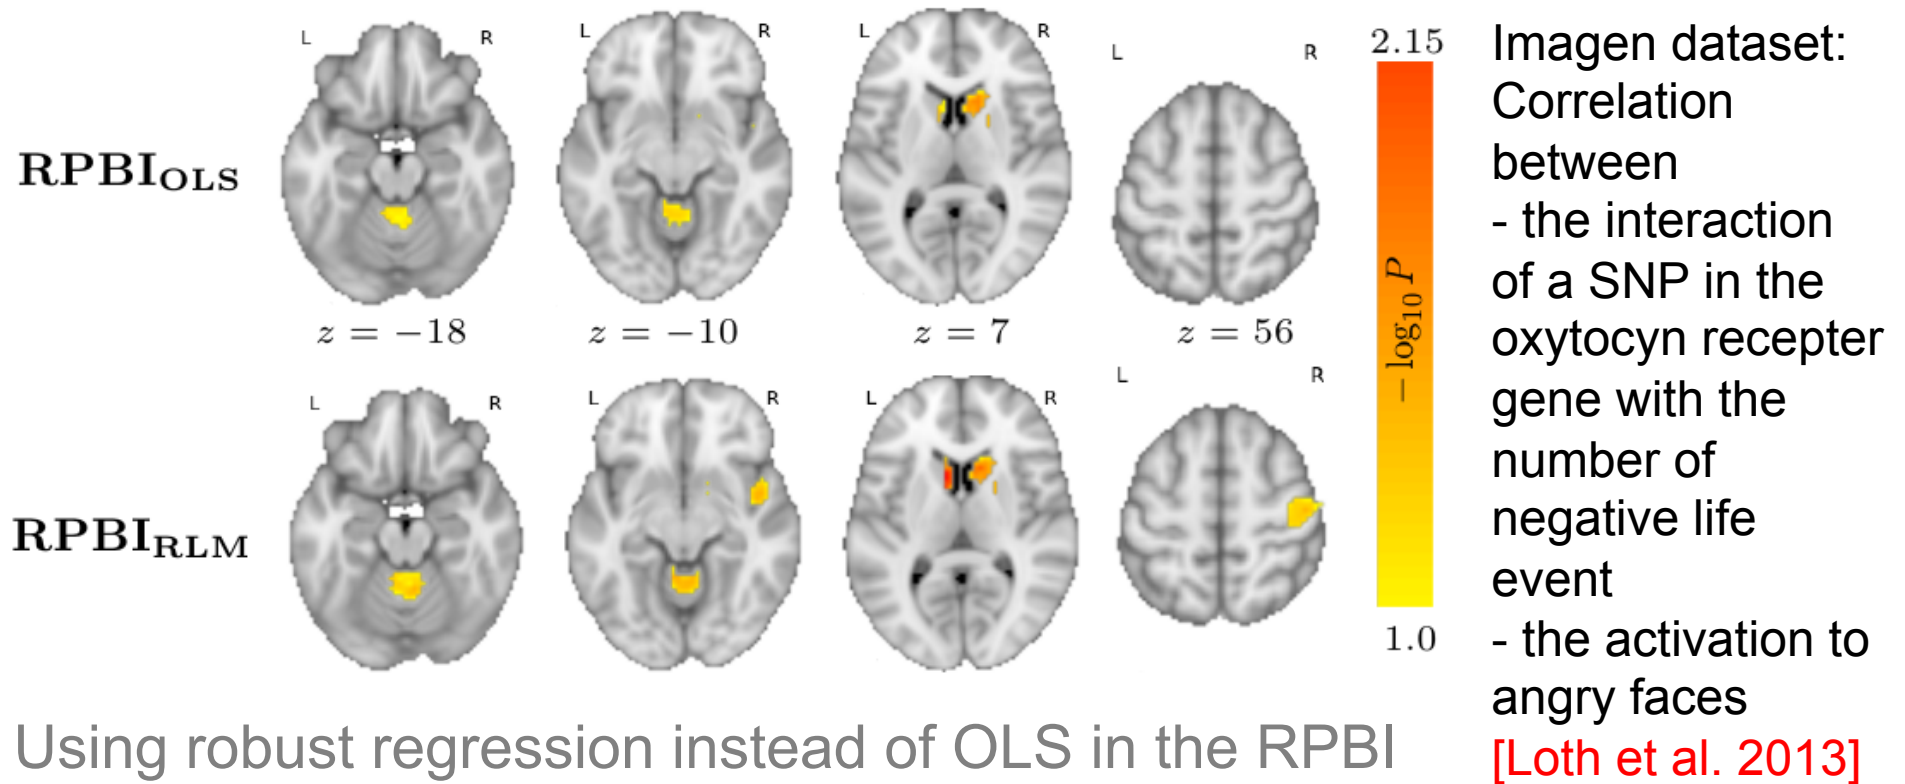 L R L R L R L R
RPBI_OLS
z = −18 z = −10 z = 7 z = 56
L R L R L R L R
RPBI_RLM
2.15
−log10 P
1.0
Imagen dataset:
Correlation
between
- the interaction
of a SNP in the
oxytocyn recepter
gene with the
number of
negative life
event
- the activation to
angry faces
[Loth et al. 2013]
Using robust regression instead of OLS in the RPBI